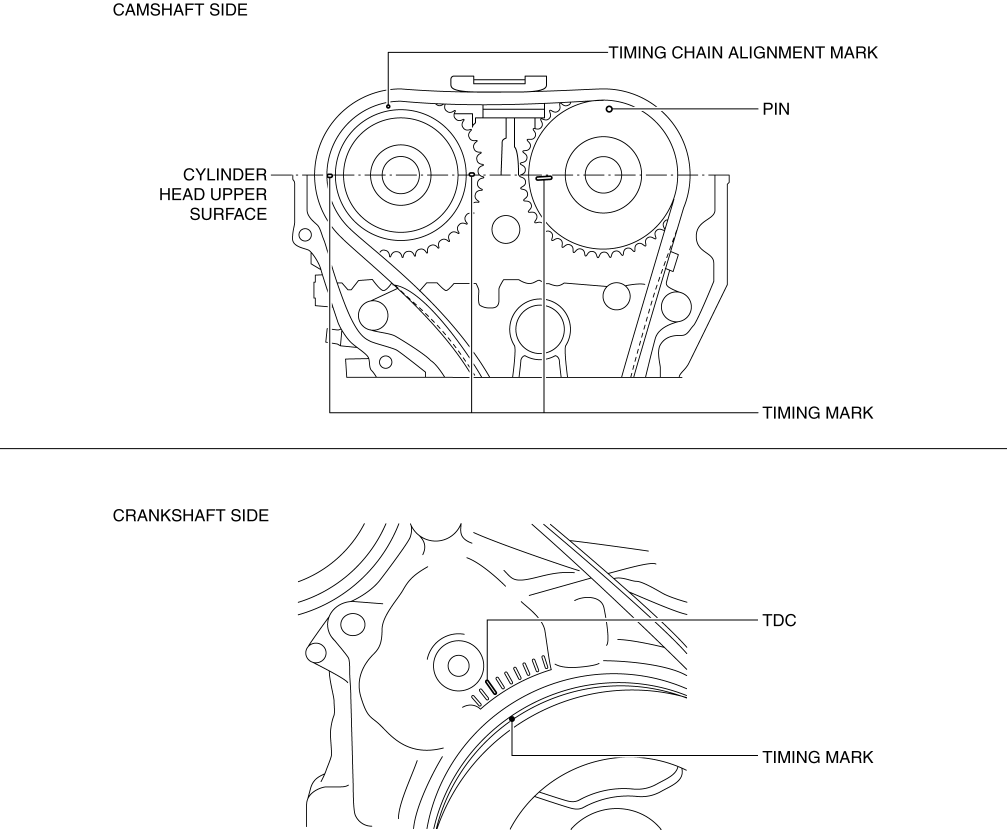 CAMSHAFT SIDE
TIMING CHAIN ALIGNMENT MARK
PIN
CYLINDER
HEAD UPPER
SURFACE
TIMING MARK
CRANKSHAFT SIDE
TDC
TIMING MARK